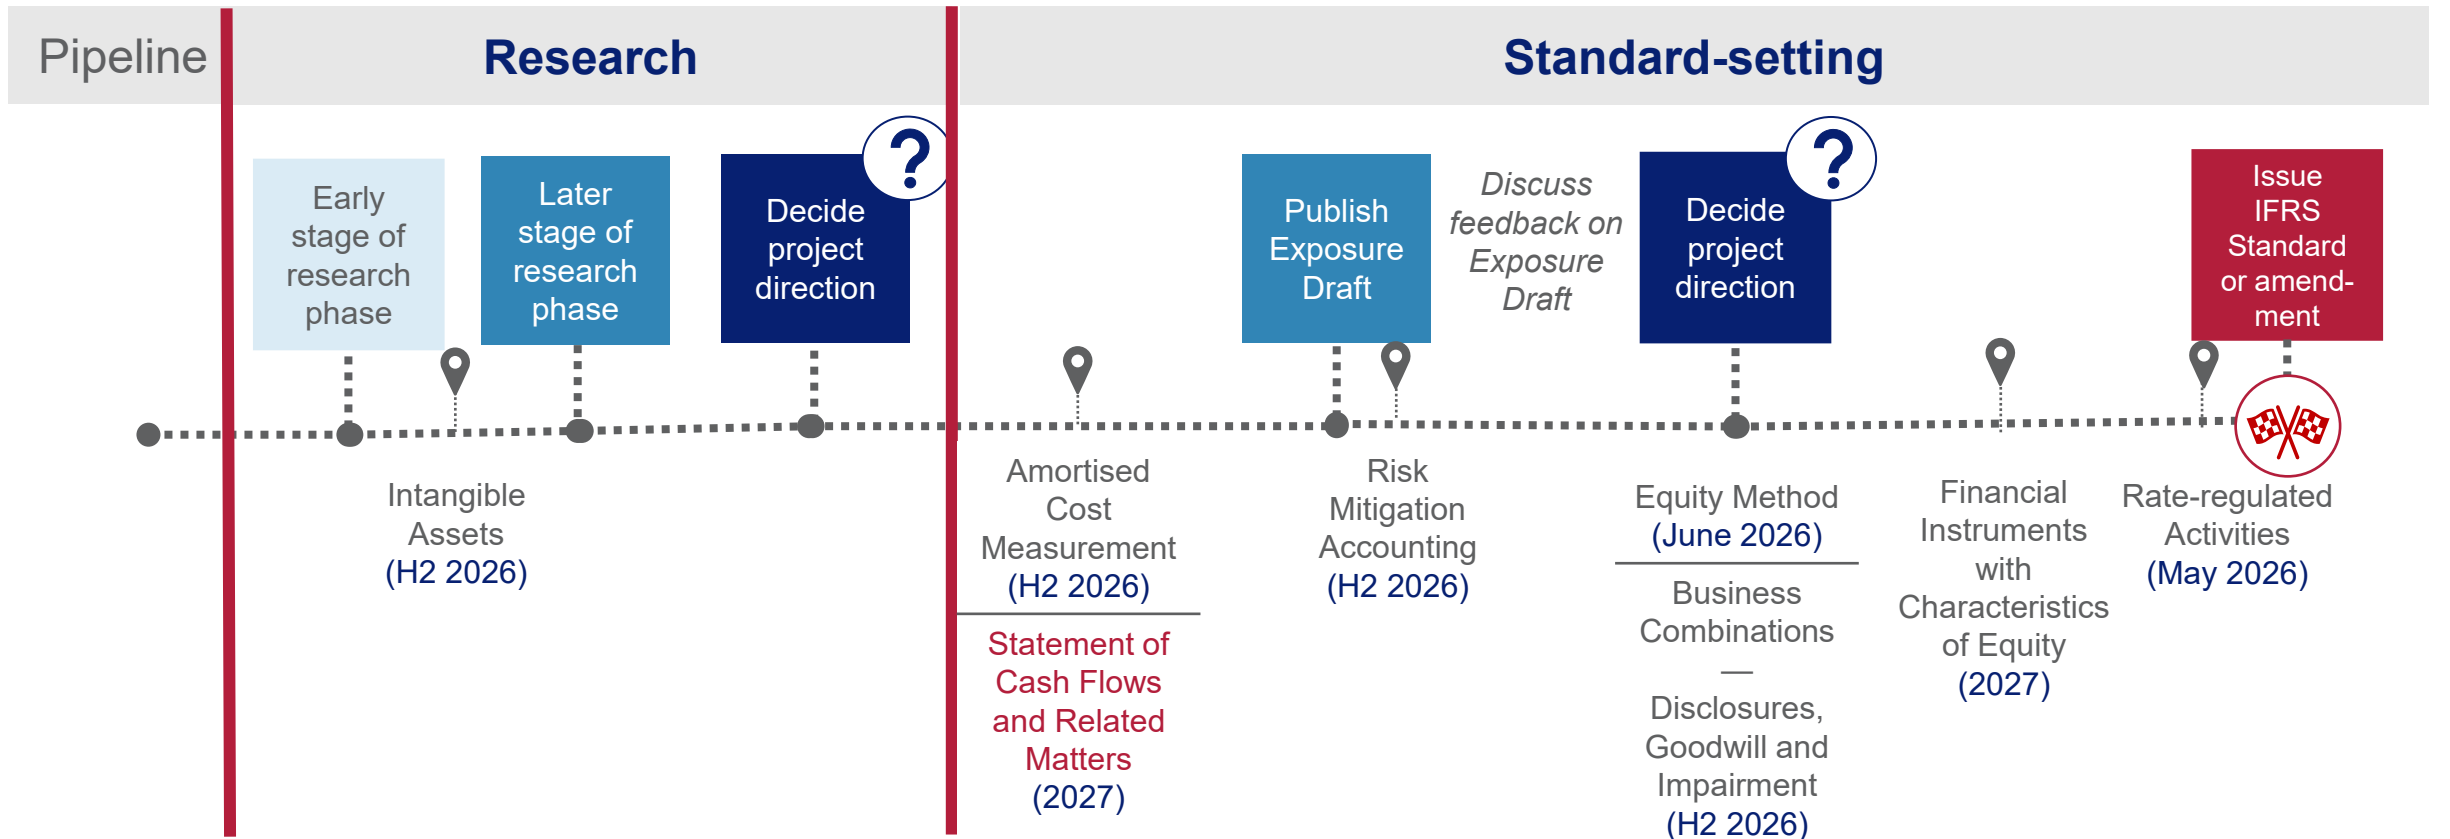 Pipeline
Research
Standard-setting
Early
stage of
research
phase
Later
stage of
research
phase
Decide
project
direction
?
Publish
Exposure
Draft
Discuss
feedback on
Exposure
Draft
Decide
project
direction
?
Issue
IFRS
Standard
or amend-
ment
Intangible
Assets
(H2 2026)
Amortised
Cost
Measurement
(H2 2026)
Statement of
Cash Flows
and Related
Matters
(2027)
Risk
Mitigation
Accounting
(H2 2026)
Equity Method
(June 2026)
Business
Combinations
—
Disclosures,
Goodwill and
Impairment
(H2 2026)
Financial
Instruments
with
Characteristics
of Equity
(2027)
Rate-regulated
Activities
(May 2026)